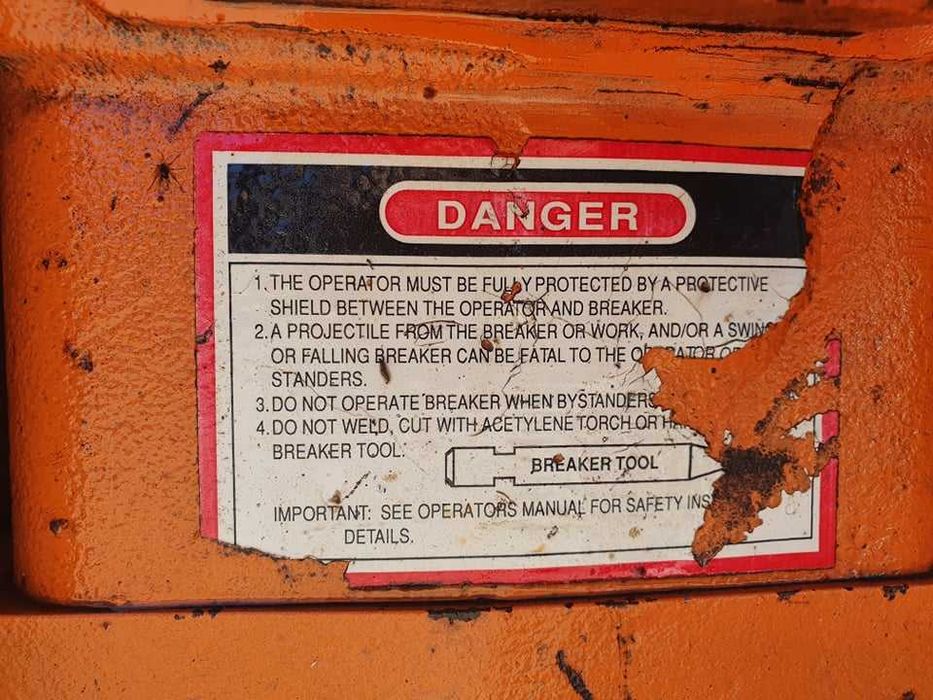 DANGER
1. THE OPERATOR MUST BE FULLY PROTECTED BY A PROTECTIVE
SHIELD BETWEEN THE OPERATOR AND BREAKER.
2. A PROJECTILE FROM THE BREAKER OR WORK, AND/OR A SWING
OR FALLING BREAKER CAN BE FATAL TO THE OPERATOR OR
STANDERS.
3. DO NOT OPERATE BREAKER WHEN BYSTANDERS
4. DO NOT WELD, CUT WITH ACETYLENE TORCH OR
BREAKER TOOL.
BREAKER TOOL
IMPORTANT: SEE OPERATORS MANUAL FOR SAFETY
DETAILS.